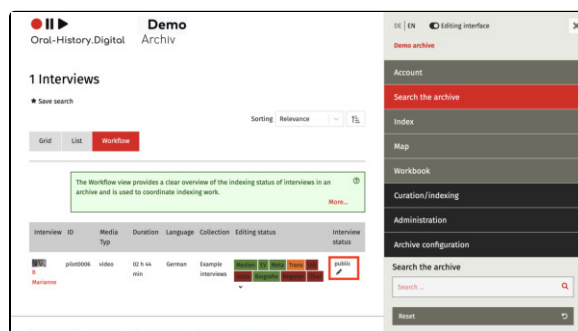 Oral-History.Digital
Demo
Archiv
1 Interviews
★ Save search
Sorting Relevance
Grid List Workflow
The Workflow view provides a clear overview of the indexing status of interviews in an
archive and is used to coordinate indexing work.
More...
Interview ID Media Typ Duration Language Collection Editing status Interview status
B Marianne pilot0006 video 02 h 44 min German Example interviews public
DE | EN Editing interface
Demo archive
Account
Search the archive
Index
Map
Workbook
Curation/indexing
Administration
Archive configuration
Search the archive
Search ...
Reset